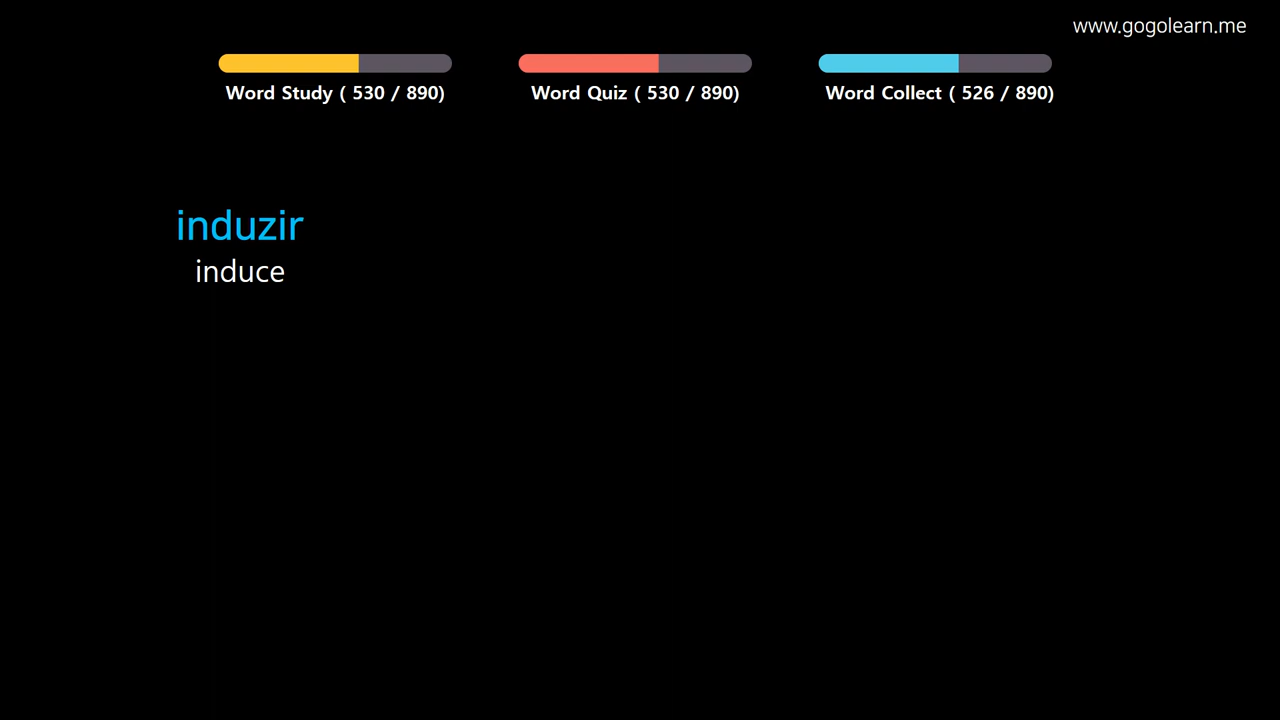 www.gogolearn.me
Word Study ( 530 / 890)
Word Quiz ( 530 / 890)
Word Collect ( 526 / 890)
induzir
induce